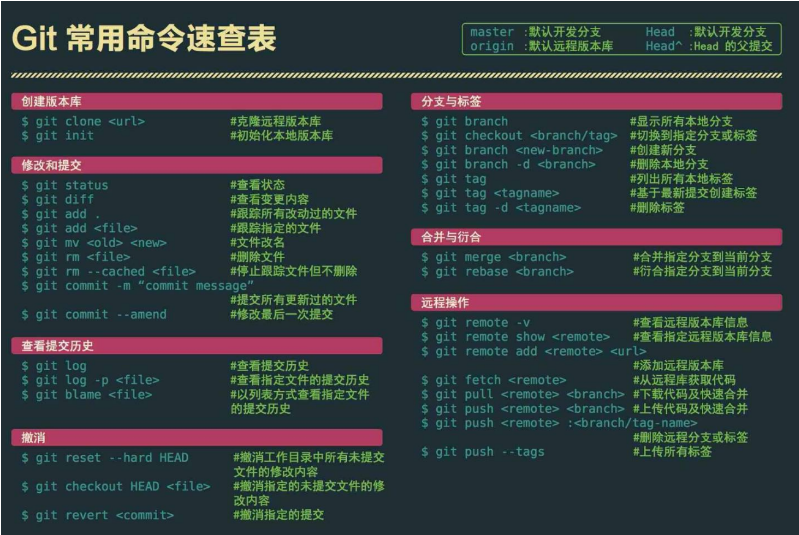 Git 常用命令速查表
master :默认开发分支 Head :默认开发分支
origin :默认远程版本库 Head^ :Head 的父提交
创建版本库
$ git clone <url> #克隆远程版本库
$ git init #初始化本地版本库
修改和提交
$ git status #查看状态
$ git diff #查看变更内容
$ git add . #跟踪所有改动过的文件
$ git add <file> #跟踪指定的文件
$ git mv <old> <new> #文件改名
$ git rm <file> #删除文件
$ git rm --cached <file> #停止跟踪文件但不删除
$ git commit -m “commit message”
#提交所有更新过的文件
$ git commit --amend #修改最后一次提交
查看提交历史
$ git log #查看提交历史
$ git log -p <file> #查看指定文件的提交历史
$ git blame <file> #以列表方式查看指定文件
的提交历史
撤消
$ git reset --hard HEAD #撤消工作目录中所有未提交
文件的修改内容
$ git checkout HEAD <file> #撤消指定的未提交文件的修
改内容
$ git revert <commit> #撤消指定的提交
分支与标签
$ git branch #显示所有本地分支
$ git checkout <branch/tag> #切换到指定分支或标签
$ git branch <new-branch> #创建新分支
$ git branch -d <branch> #删除本地分支
$ git tag #列出所有本地标签
$ git tag <tagname> #基于最新提交创建标签
$ git tag -d <tagname> #删除标签
合并与衍合
$ git merge <branch> #合并指定分支到当前分支
$ git rebase <branch> #衍合指定分支到当前分支
远程操作
$ git remote -v #查看远程版本库信息
$ git remote show <remote> #查看指定远程版本库信息
$ git remote add <remote> <url>
#添加远程版本库
$ git fetch <remote> #从远程库获取代码
$ git pull <remote> <branch> #下载代码及快速合并
$ git push <remote> <branch> #上传代码及快速合并
$ git push <remote> :<branch/tag-name>
#删除远程分支或标签
$ git push --tags #上传所有标签